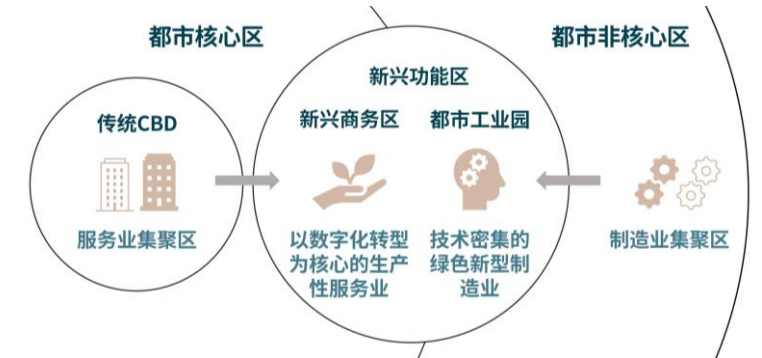 都市核心区
都市非核心区
新兴功能区
传统CBD
新兴商务区
都市工业园
服务业集聚区
以数字化转型
为核心的生产
性服务业
技术密集的
绿色新型制
造业
制造业集聚区